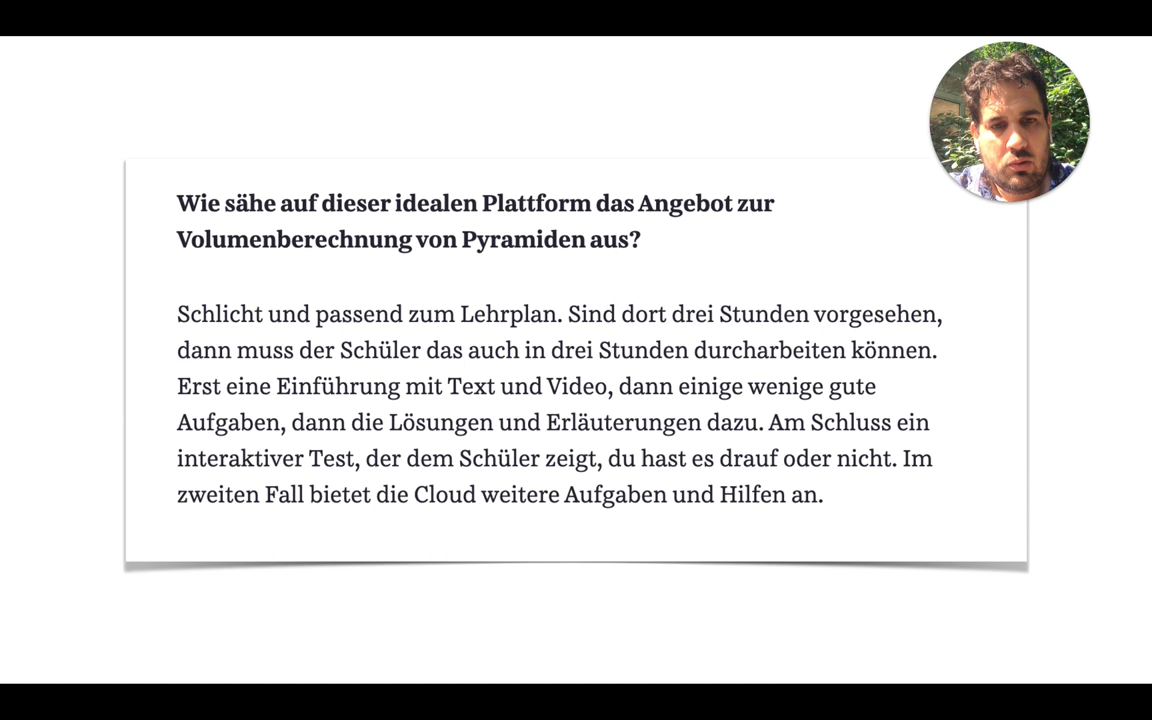 Wie sähe auf dieser idealen Plattform das Angebot zur
Volumenberechnung von Pyramiden aus?
Schlicht und passend zum Lehrplan. Sind dort drei Stunden vorgesehen,
dann muss der Schüler das auch in drei Stunden durcharbeiten können.
Erst eine Einführung mit Text und Video, dann einige wenige gute
Aufgaben, dann die Lösungen und Erläuterungen dazu. Am Schluss ein
interaktiver Test, der dem Schüler zeigt, du hast es drauf oder nicht. Im
zweiten Fall bietet die Cloud weitere Aufgaben und Hilfen an.